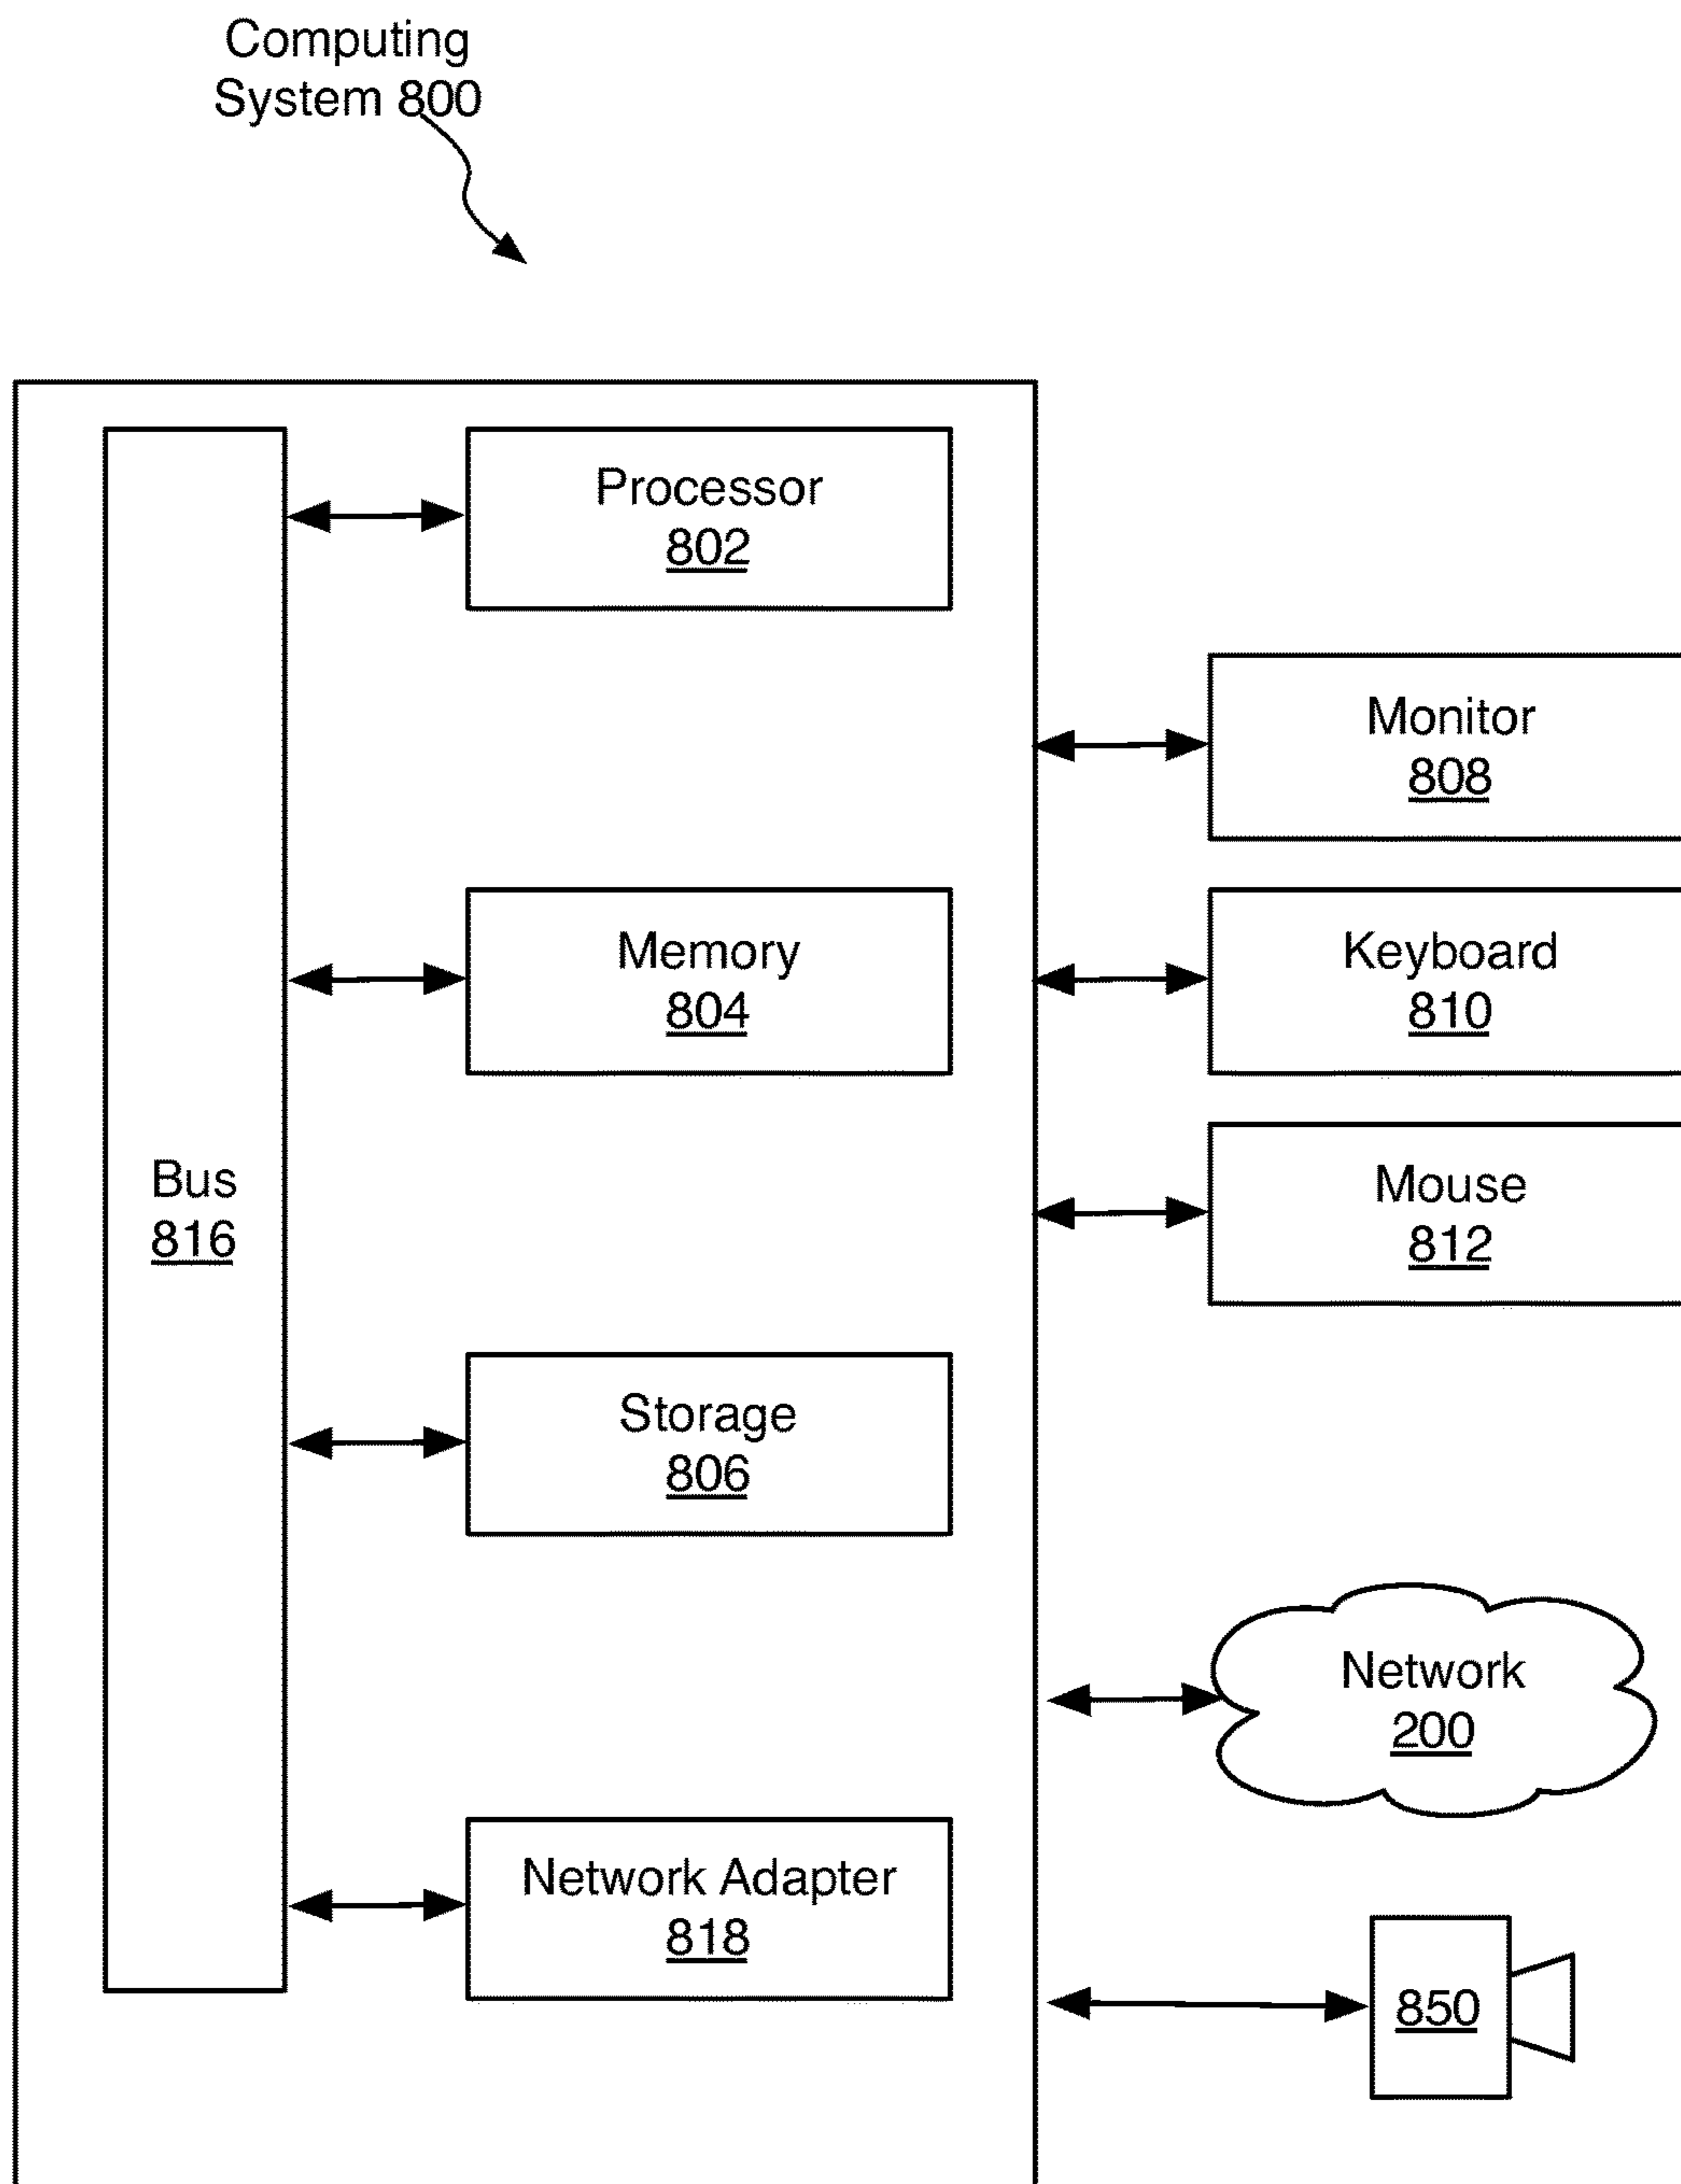 Computing
System 800
Processor
802
Monitor
808
Memory
804
Keyboard
810
Bus
816
Mouse
812
Storage
806
Network
200
Network Adapter
818
850